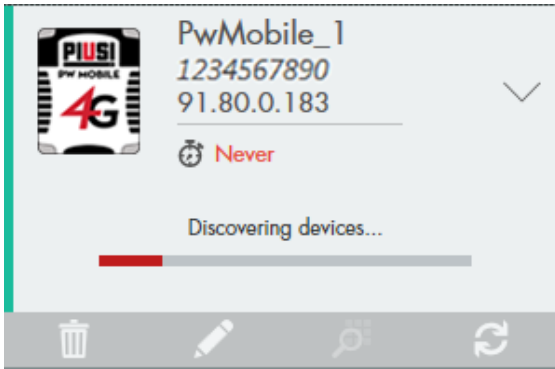 PIUSI
PW MOBILE
4G
PwMobile_1
1234567890
91.80.0.183
Never
Discovering devices...